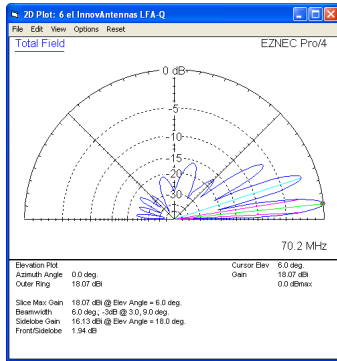 2D Plot: 6 el InnovAntennas LFA-Q
File Edit View Options Reset
Total Field
EZNEC Pro/4
0 dB
-5
-10
-15
-20
-30
70.2 MHz
Elevation Plot
Azimuth Angle 0.0 deg.
Outer Ring 18.07 dBi
Cursor Elev 6.0 deg.
Gain 18.07 dBi
0.0 dBmax
Slice Max Gain 18.07 dBi @ Elev Angle = 6.0 deg.
Beamwidth 6.0 deg.; -3dB @ 3.0, 9.0 deg.
Sidelobe Gain 16.13 dBi @ Elev Angle = 18.0 deg.
Front/Sidelobe 1.94 dB